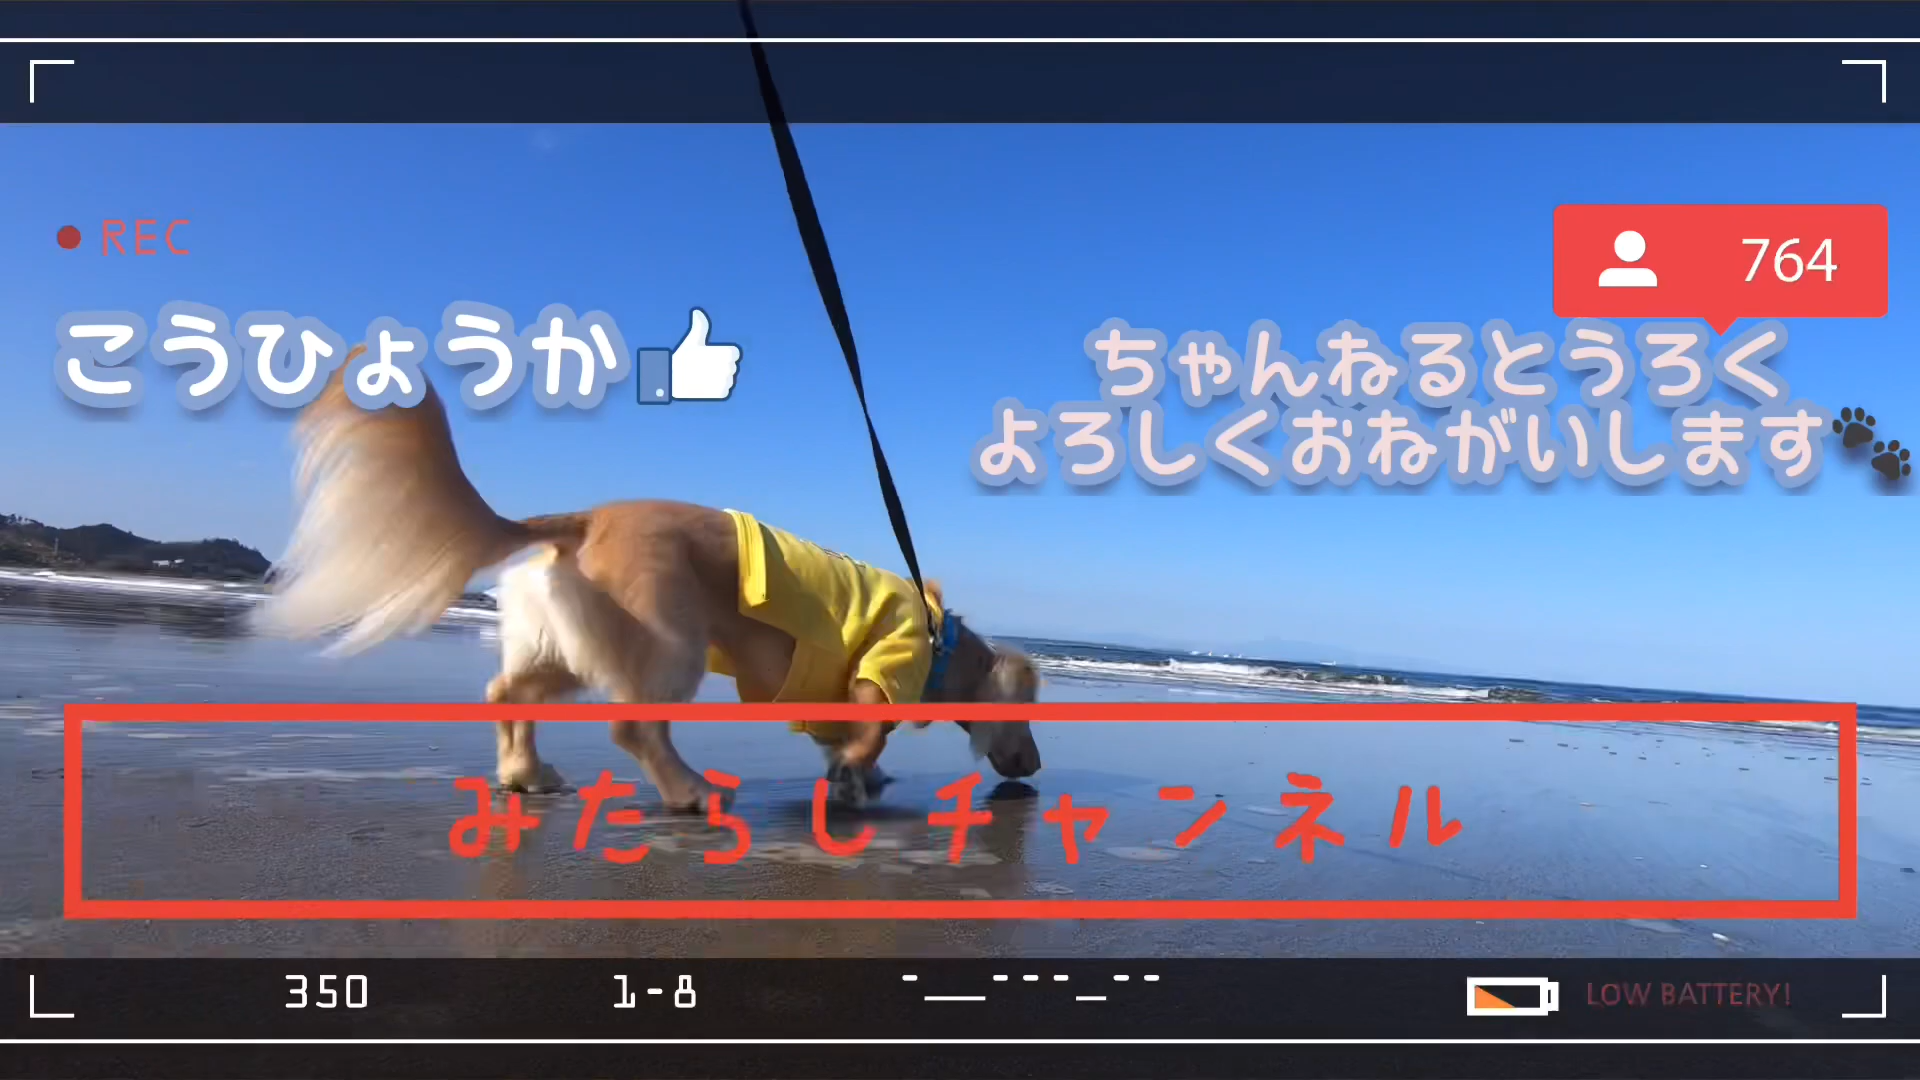 REC
764
こうひょうか
ちゃんねるとうろく
よろしくおねがいします
みたらしチャンネル
350
1-8
LOW BATTERY!